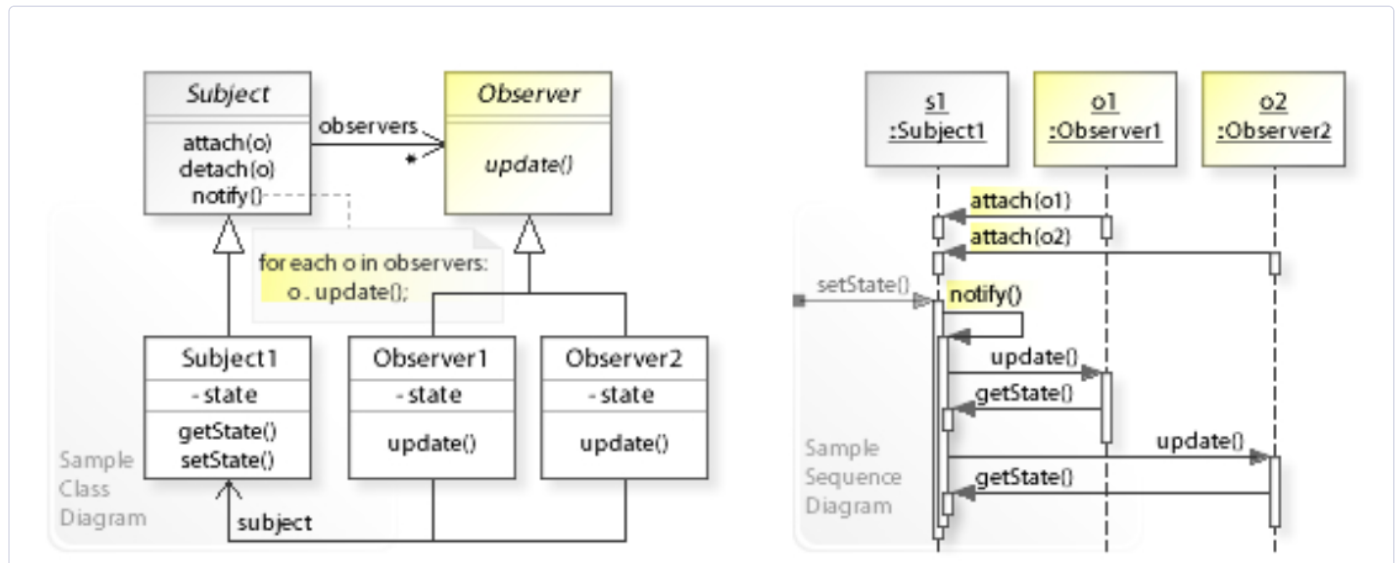 Subject
attach(o)
detach(o)
notify()
observers
*
Observer
update()
for each o in observers:
o . update();
Subject1
- state
getState()
setState()
Observer1
- state
update()
Observer2
- state
update()
subject
Sample
Class
Diagram
s1
:Subject1
o1
:Observer1
o2
:Observer2
attach(o1)
attach(o2)
setState()
notify()
update()
getState()
update()
getState()
Sample
Sequence
Diagram